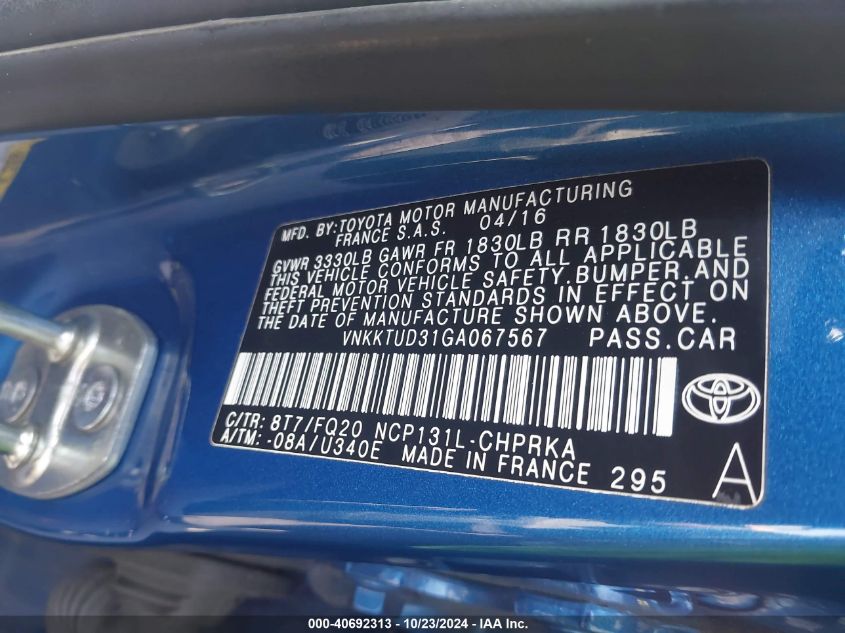 MFD. BY:TOYOTA MOTOR MANUFACTURING
FRANCE S.A.S. 04/16
GVWR 3330LB GAWR FR 1830LB RR 1830LB
THIS VEHICLE CONFORMS TO ALL APPLICABLE
FEDERAL MOTOR VEHICLE SAFETY,BUMPER,AND
THEFT PREVENTION STANDARDS IN EFFECT ON
THE DATE OF MANUFACTURE SHOWN ABOVE.
VNKKTUD31GA067567 PASS.CAR
C/TR: 8T7/FQ20 NCP131L-CHPRKA
A/TM: -08A/U340E MADE IN FRANCE 295 A
000-40692313 - 10/23/2024 - IAA Inc.